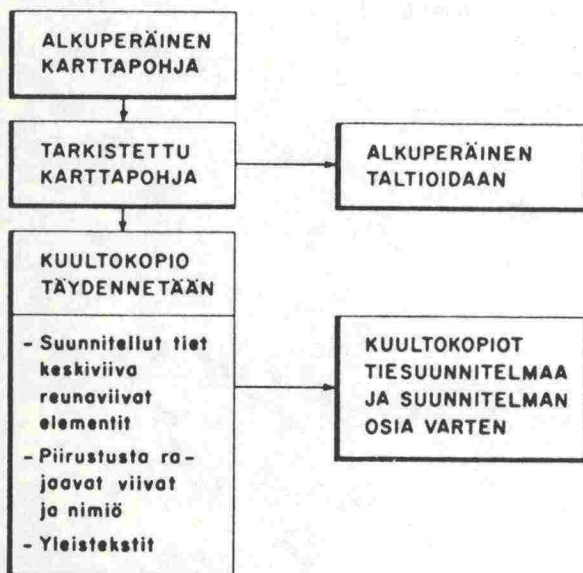 ALKUPERÄINEN
KARTTAPOHJA
TARKISTETTU
KARTTAPOHJA
ALKUPERÄINEN
TALTIOIDAAN
KUULTOKOPIO
TÄYDENNETÄÄN
- Suunnitellut tiet
keskiviiva
reunaviivat
elementit
- Piirustusta ra-
jaavat viivat
ja nimiö
- Yleistekstit
KUULTOKOPIOT
TIESUUNNITELMAA
JA SUUNNITELMAN
OSIA VARTEN